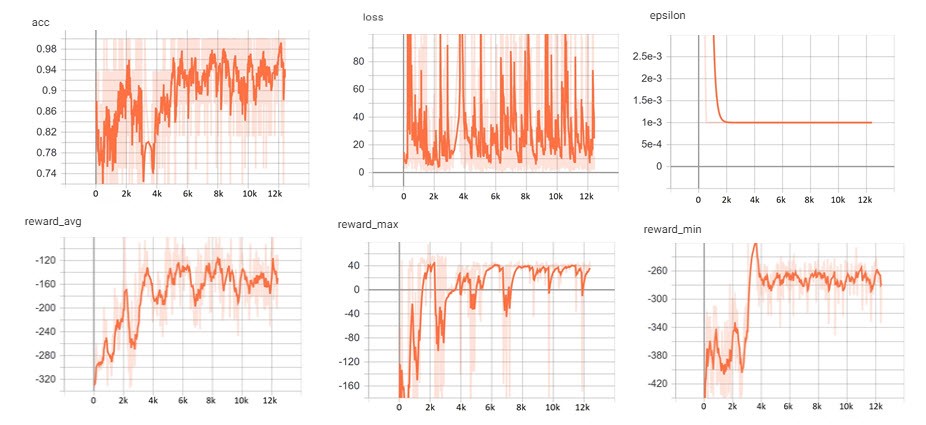 acc
0.98
0.94
0.9
0.86
0.82
0.78
0.74
0 2k 4k 6k 8k 10k 12k
loss
80
60
40
20
0
0 2k 4k 6k 8k 10k 12k
epsilon
2.5e-3
2e-3
1.5e-3
1e-3
5e-4
0
0 2k 4k 6k 8k 10k 12k
reward_avg
-120
-160
-200
-240
-280
-320
0 2k 4k 6k 8k 10k 12k
reward_max
40
0
-40
-80
-120
-160
0 2k 4k 6k 8k 10k 12k
reward_min
-260
-300
-340
-380
-420
0 2k 4k 6k 8k 10k 12k